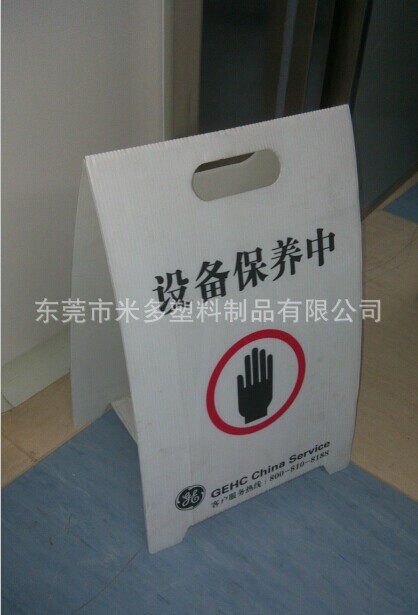 设备保养中
东莞市米多塑料制品有限公司
GEHC China Service
客户服务热线:800-810-8188